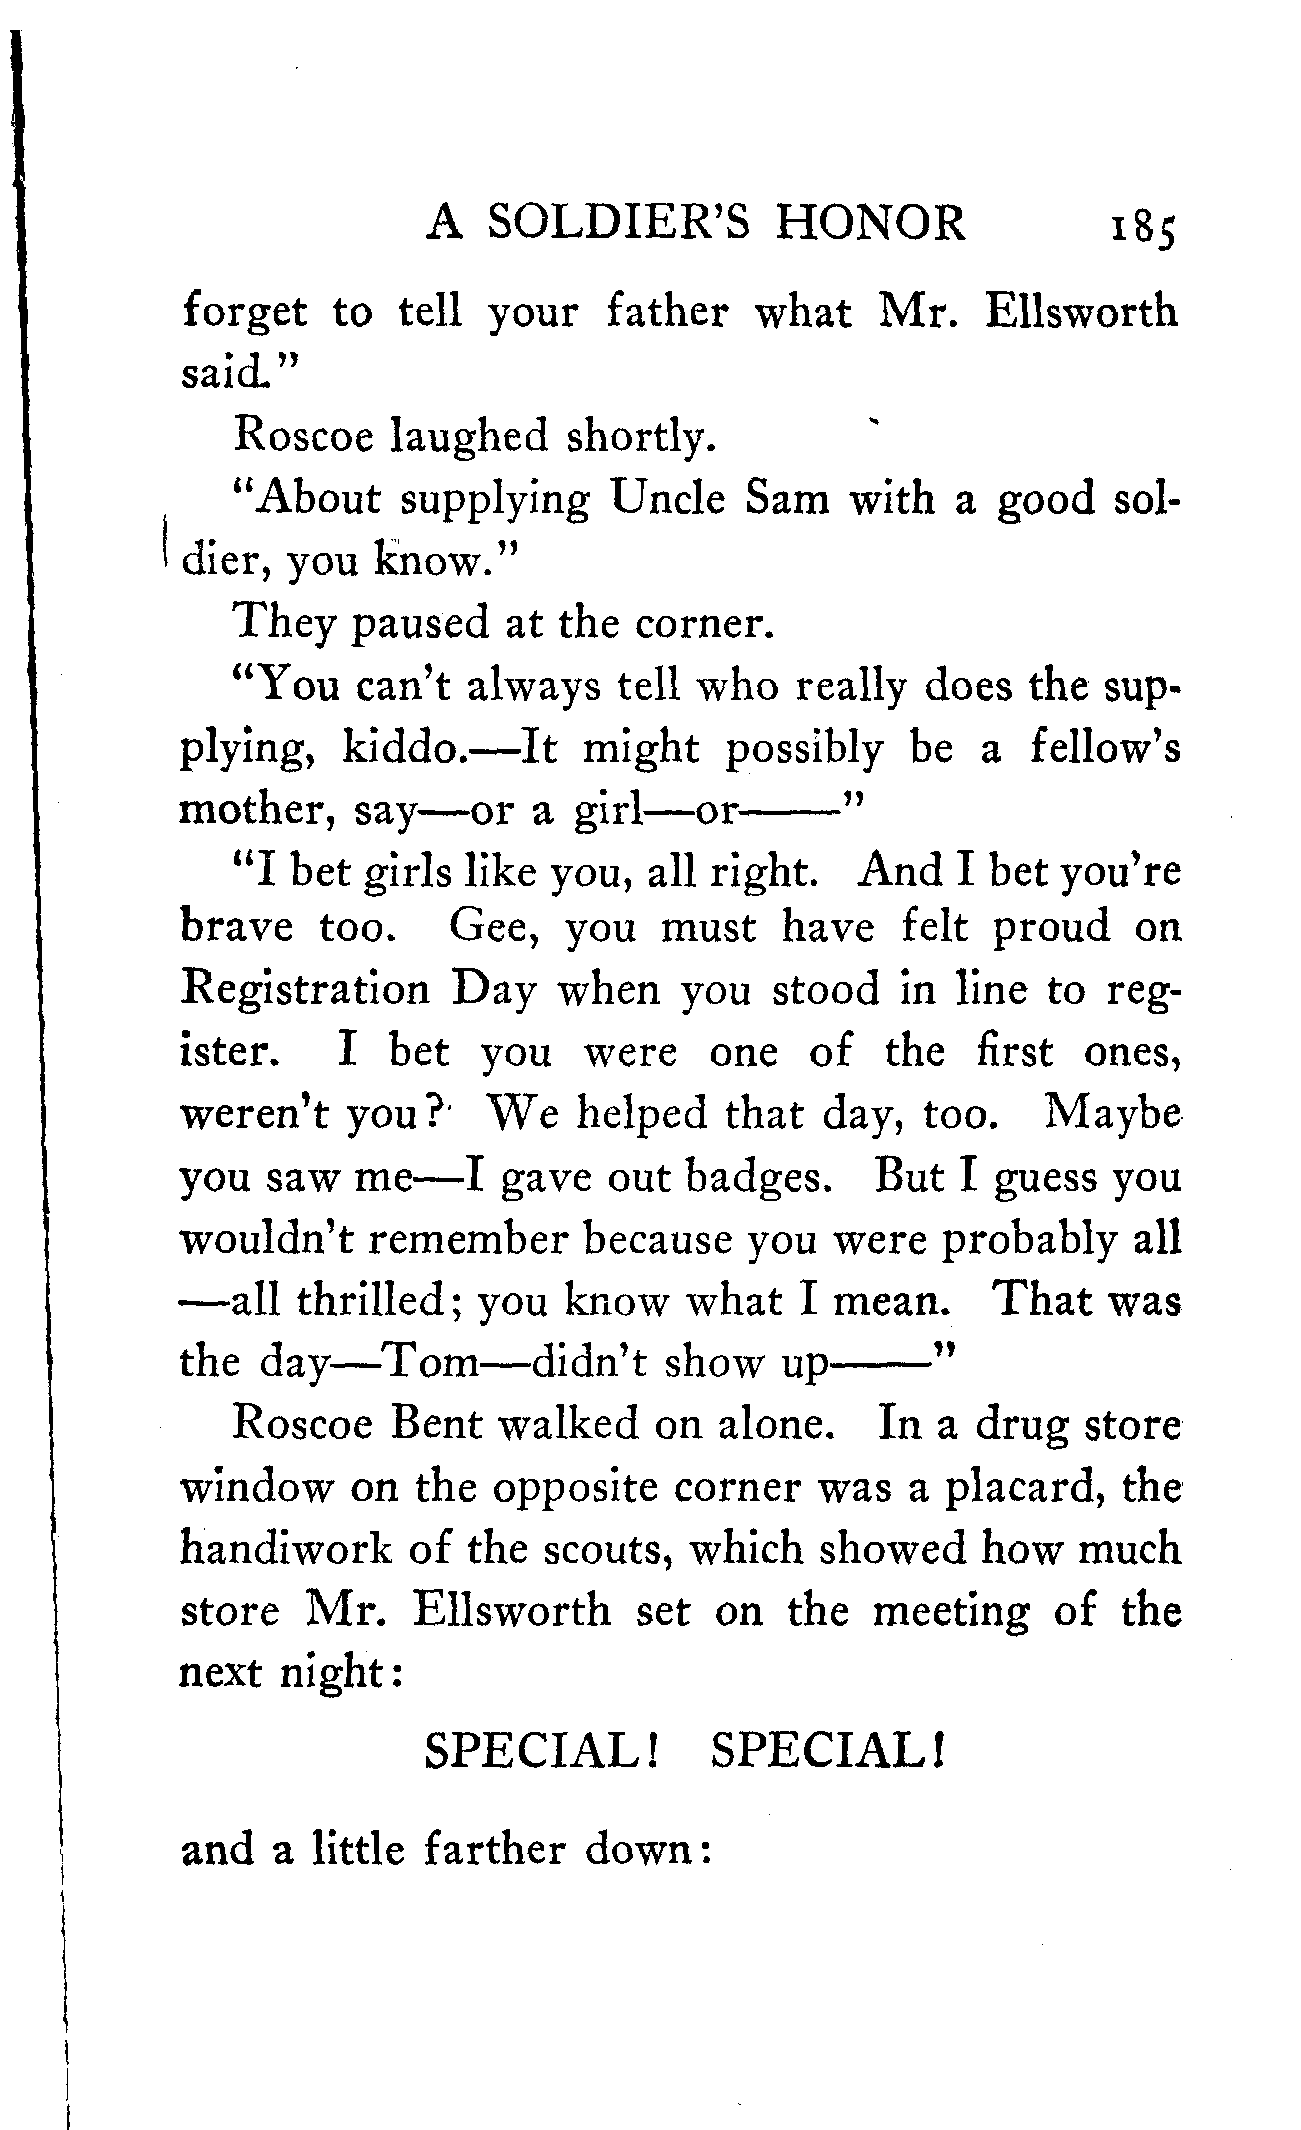 A SOLDIER'S HONOR 185
forget to tell your father what Mr. Ellsworth
said."
Roscoe laughed shortly.
"About supplying Uncle Sam with a good sol-
dier, you know."
They paused at the corner.
"You can't always tell who really does the sup-
plying, kiddo.—It might possibly be a fellow's
mother, say—or a girl—or——"
"I bet girls like you, all right. And I bet you're
brave too. Gee, you must have felt proud on
Registration Day when you stood in line to reg-
ister. I bet you were one of the first ones,
weren't you? We helped that day, too. Maybe
you saw me—I gave out badges. But I guess you
wouldn't remember because you were probably all
—all thrilled; you know what I mean. That was
the day—Tom—didn't show up——"
Roscoe Bent walked on alone. In a drug store
window on the opposite corner was a placard, the
handiwork of the scouts, which showed how much
store Mr. Ellsworth set on the meeting of the
next night:
SPECIAL! SPECIAL!
and a little farther down: